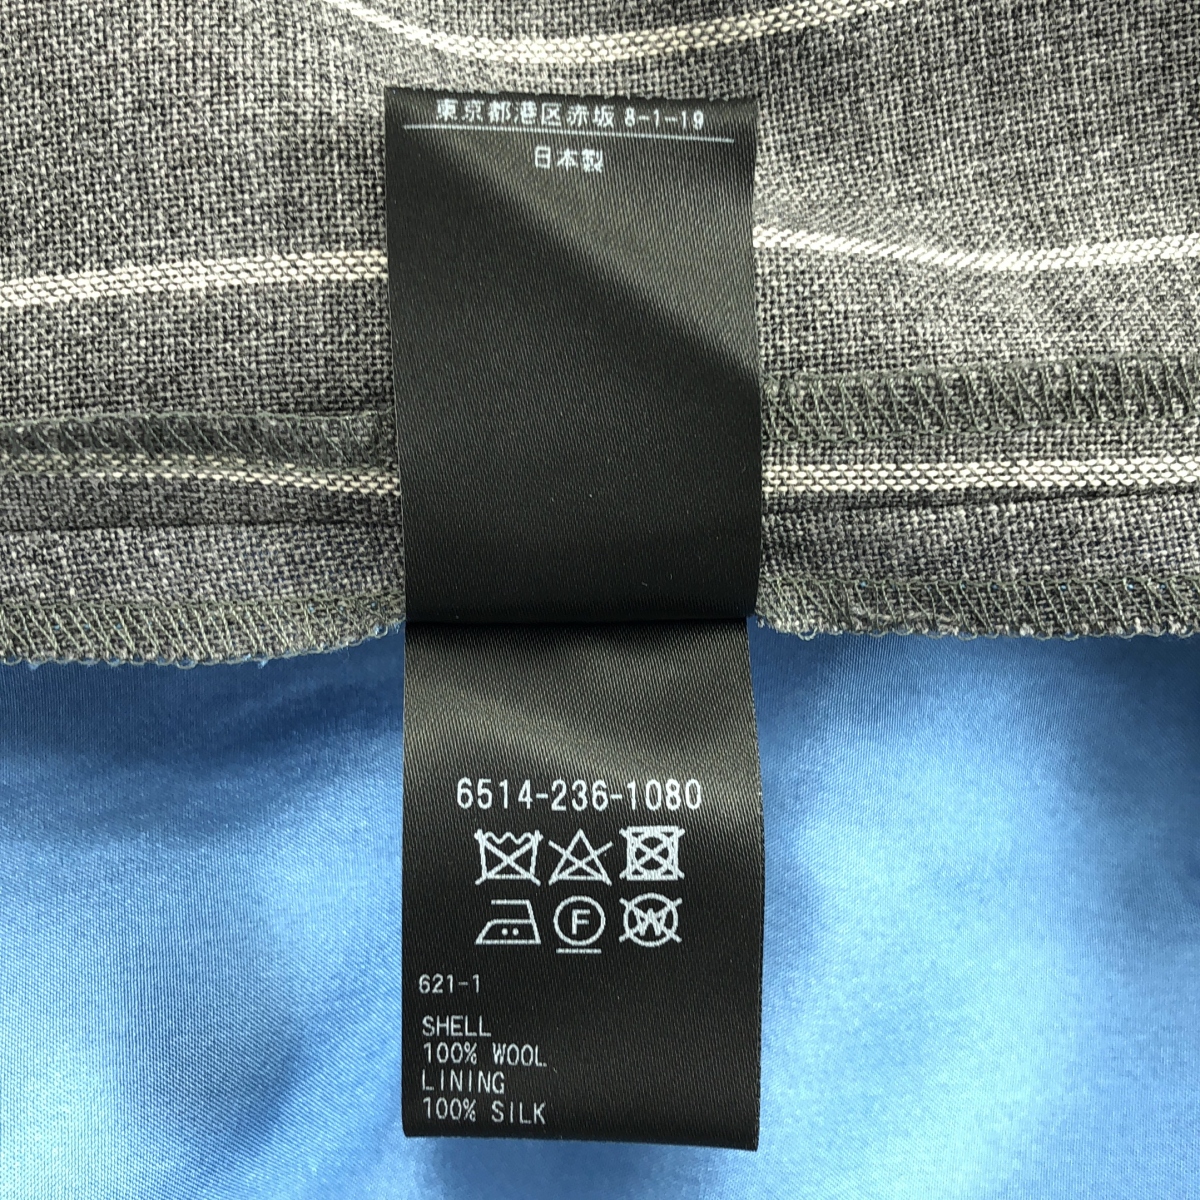 東京都港区赤坂 8-1-19
日本製
6514-236-1080
F W
621-1
SHELL
100% WOOL
LINING
100% SILK